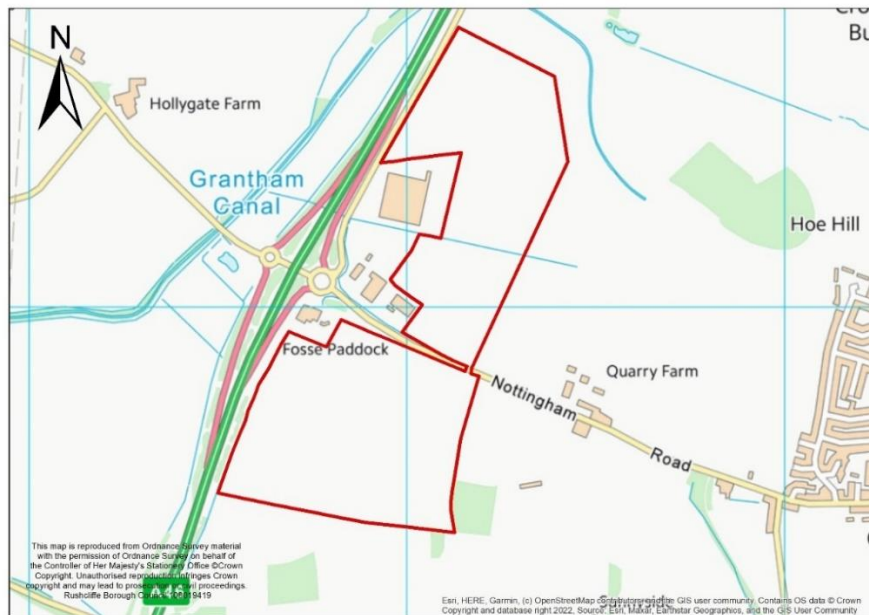 Cro
Bu
N
Hollygate Farm
Grantham
Canal
Hoe Hill
Fosse Paddock
Quarry Farm
Nottingham
Road
This map is reproduced from Ordnance Survey material
with the permission of Ordnance Survey on behalf of
the Controller of Her Majesty's Stationery Office ©Crown
Copyright. Unauthorised reproduction infringes Crown
copyright and may lead to prosecution or civil proceedings.
Rushcliffe Borough Council
Esri, HERE, Garmin, (c) OpenStreetMap contributors, and the GIS user community, Contains OS data © Crown
Copyright and database right 2022, Source: Esri, Maxar, Earthstar Geographics, and the GIS User Community